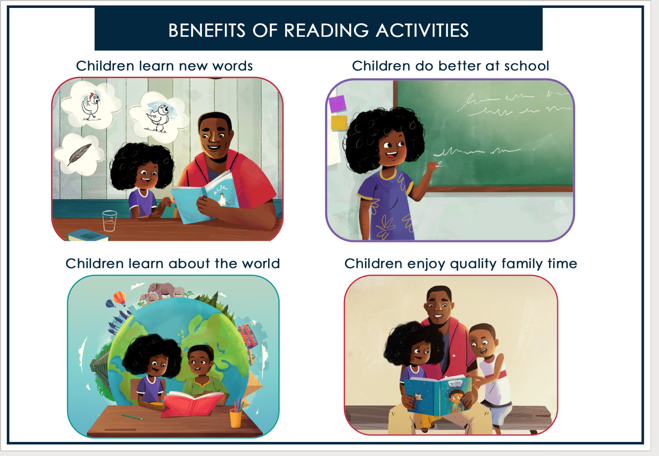 BENEFITS OF READING ACTIVITIES
Children learn new words
Children do better at school
Children learn about the world
Children enjoy quality family time